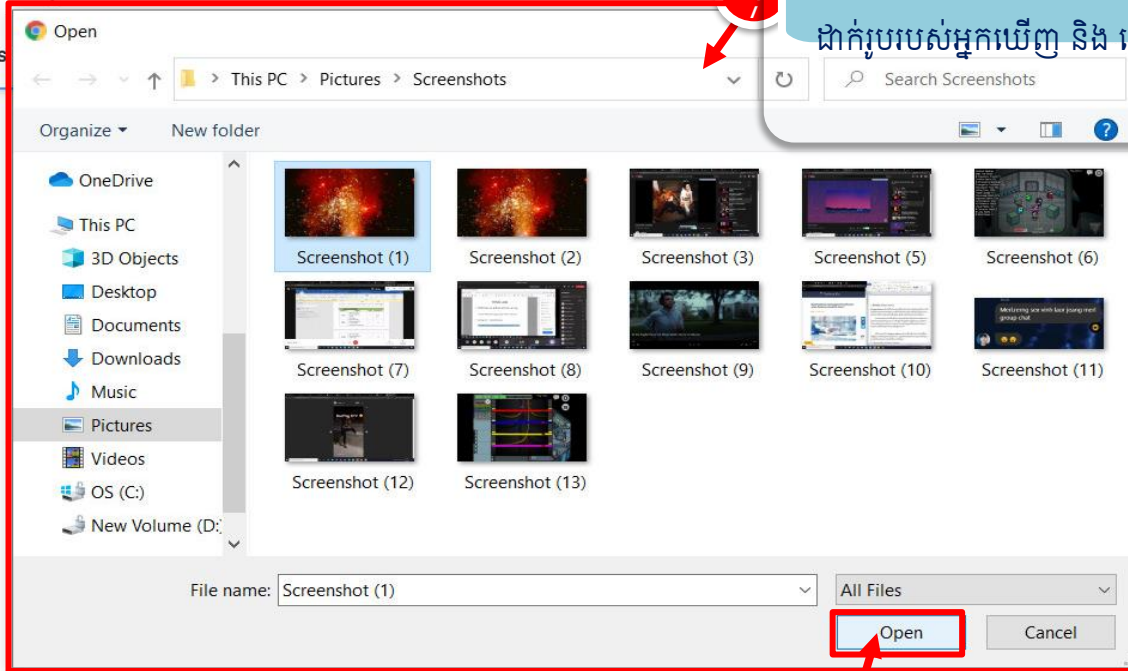 7
Open
ដាក់រូបរបស់អ្នកឃើញ និង
s
This PC > Pictures > Screenshots
Search Screenshots
Organize
New folder
?
OneDrive
This PC
3D Objects
Desktop
Documents
Downloads
Music
Pictures
Videos
OS (C:)
New Volume (D:
Screenshot (1)
Screenshot (2)
Screenshot (3)
Screenshot (5)
Screenshot (6)
Screenshot (7)
Screenshot (8)
Screenshot (9)
Screenshot (10)
group chat
Screenshot (11)
Screenshot (12)
Screenshot (13)
File name: Screenshot (1)
All Files
Open
Cancel